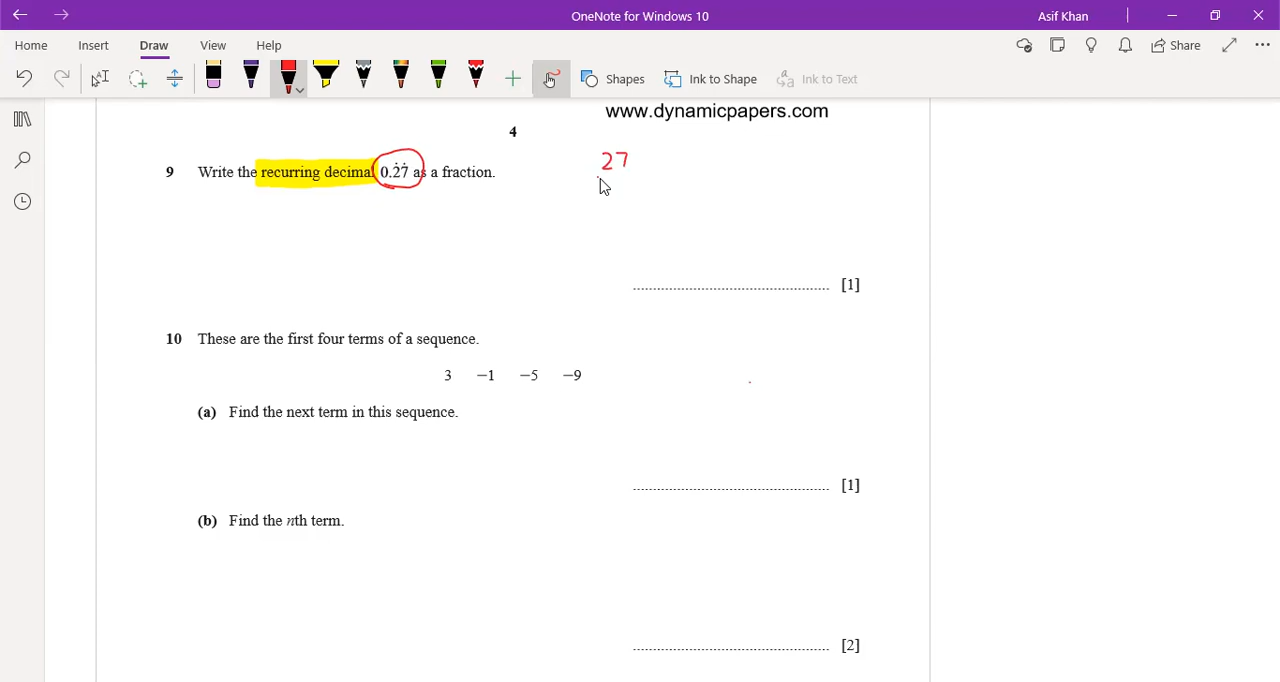 OneNote for Windows 10
Asif Khan
Home Insert Draw View Help
Share
Shapes
Ink to Shape
Ink to Text
www.dynamicpapers.com
4
27
9 Write the recurring decimal 0.2̇7̇ as a fraction.
.................................................. [1]
10 These are the first four terms of a sequence.
3 −1 −5 −9
(a) Find the next term in this sequence.
.................................................. [1]
(b) Find the nth term.
.................................................. [2]